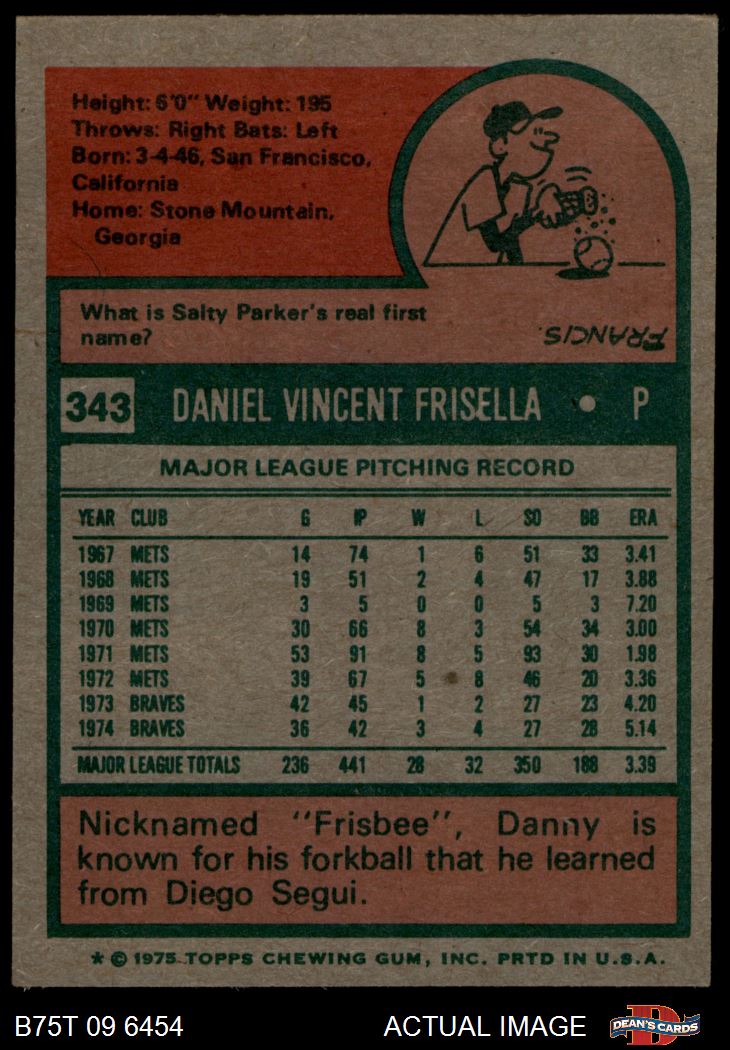 Height: 6'0" Weight: 195
Throws: Right Bats: Left
Born: 3-4-46, San Francisco,
California
Home: Stone Mountain,
Georgia
What is Salty Parker's real first
name?
FRANCIS.
343 DANIEL VINCENT FRISELLA • P
MAJOR LEAGUE PITCHING RECORD
YEAR CLUB G IP W L SO BB ERA
1967 METS 14 74 1 6 51 33 3.41
1968 METS 19 51 2 4 47 17 3.88
1969 METS 3 5 0 0 5 3 7.20
1970 METS 30 66 8 3 54 34 3.00
1971 METS 53 91 8 5 93 30 1.98
1972 METS 39 67 5 8 46 20 3.36
1973 BRAVES 42 45 1 2 27 23 4.20
1974 BRAVES 36 42 3 4 27 28 5.14
MAJOR LEAGUE TOTALS 236 441 28 32 350 188 3.39
Nicknamed "Frisbee", Danny is
known for his forkball that he learned
from Diego Segui.
* © 1975 TOPPS CHEWING GUM, INC. PRTD IN U.S.A.
B75T 09 6454 ACTUAL IMAGE D DEAN'S CARDS